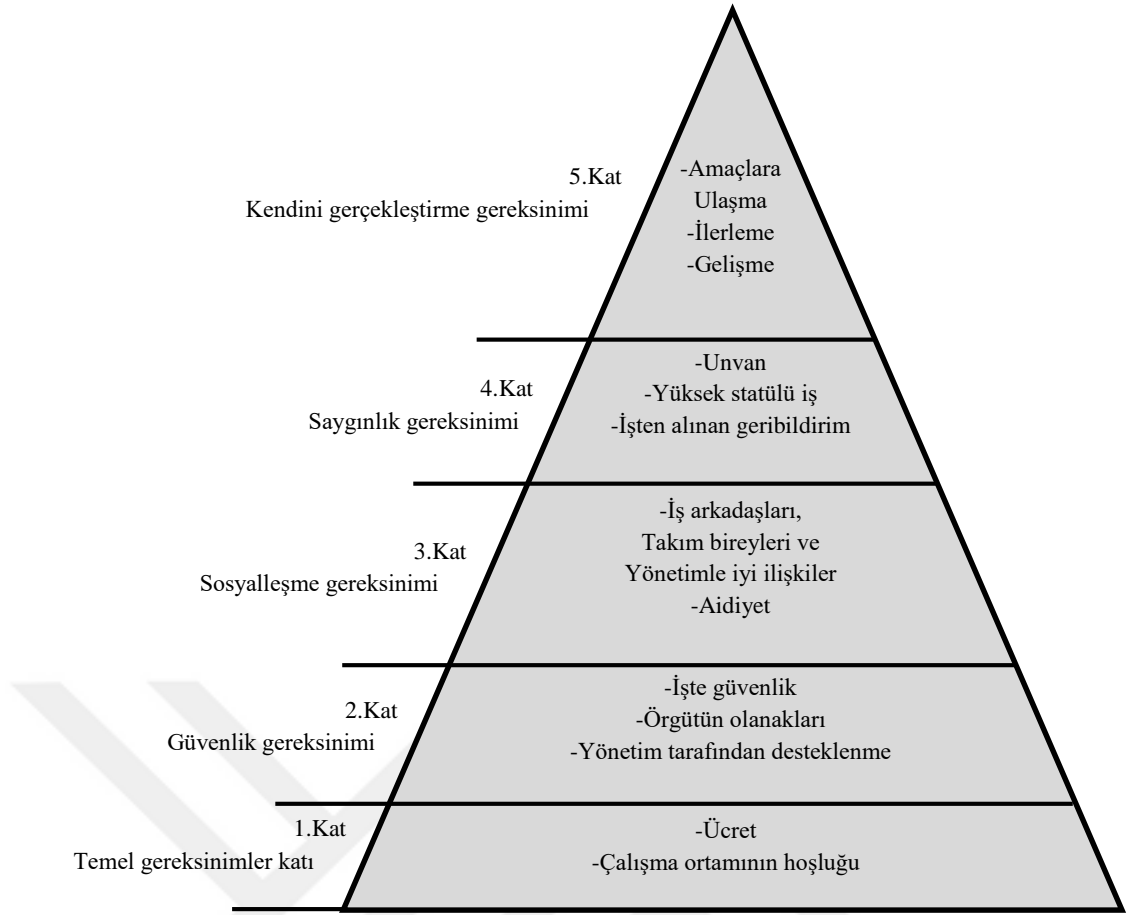 5.Kat
Kendini gerçekleştirme gereksinimi
-Amaçlara
Ulaşma
-İlerleme
-Gelişme
4.Kat
Saygınlık gereksinimi
-Unvan
-Yüksek statülü iş
-İşten alınan geribildirim
3.Kat
Sosyalleşme gereksinimi
-İş arkadaşları,
Takım bireyleri ve
Yönetimle iyi ilişkiler
-Aidiyet
2.Kat
Güvenlik gereksinimi
-İşte güvenlik
-Örgütün olanakları
-Yönetim tarafından desteklenme
1.Kat
Temel gereksinimler katı
-Ücret
-Çalışma ortamının hoşluğu